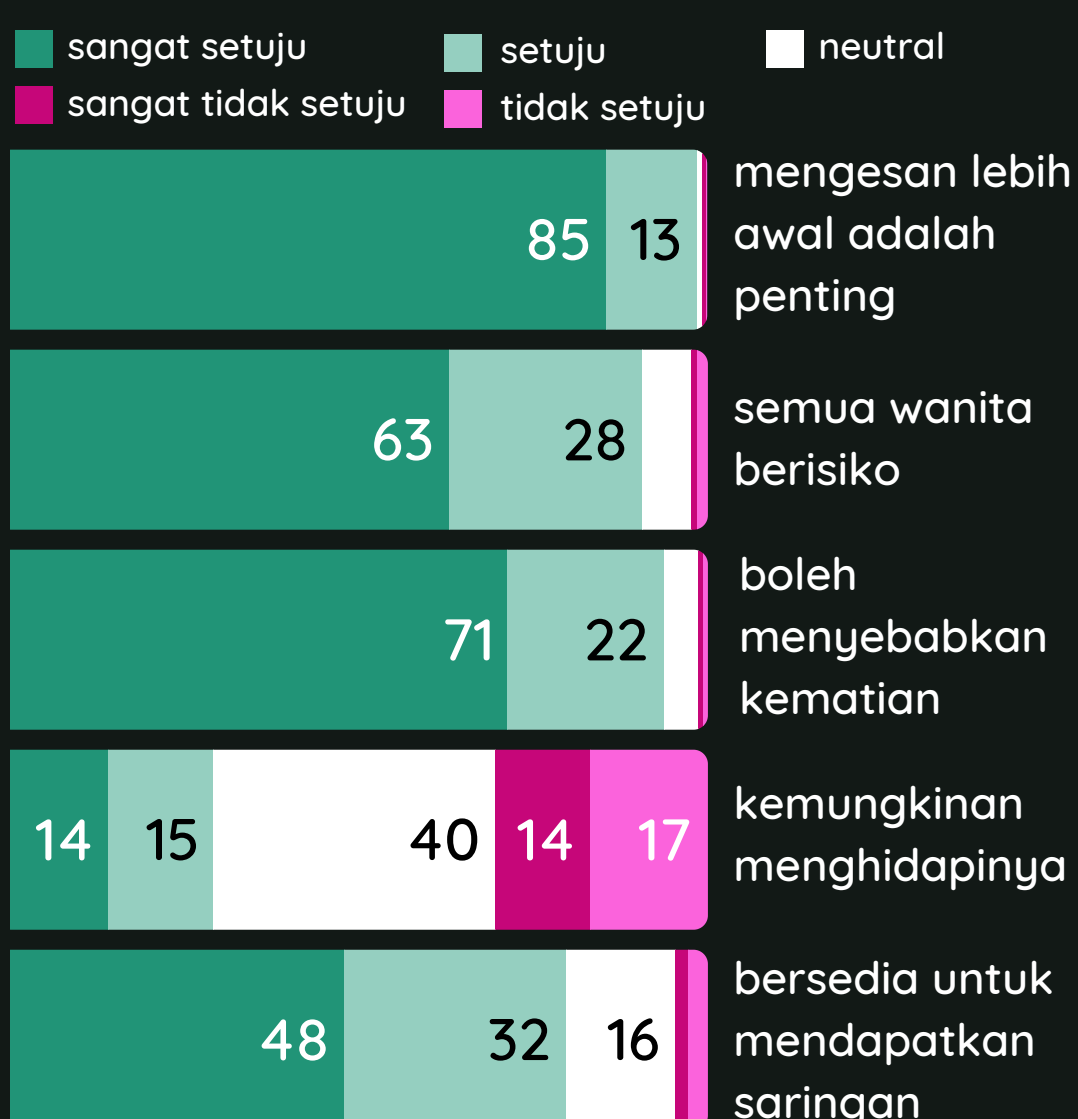 sangat setuju
setuju
neutral
sangat tidak setuju
tidak setuju
85 13
mengesan lebih
awal adalah
penting
63 28
semua wanita
berisiko
71 22
boleh
menyebabkan
kematian
14 15 40 14 17
kemungkinan
menghidapinya
48 32 16
bersedia untuk
mendapatkan
saringan